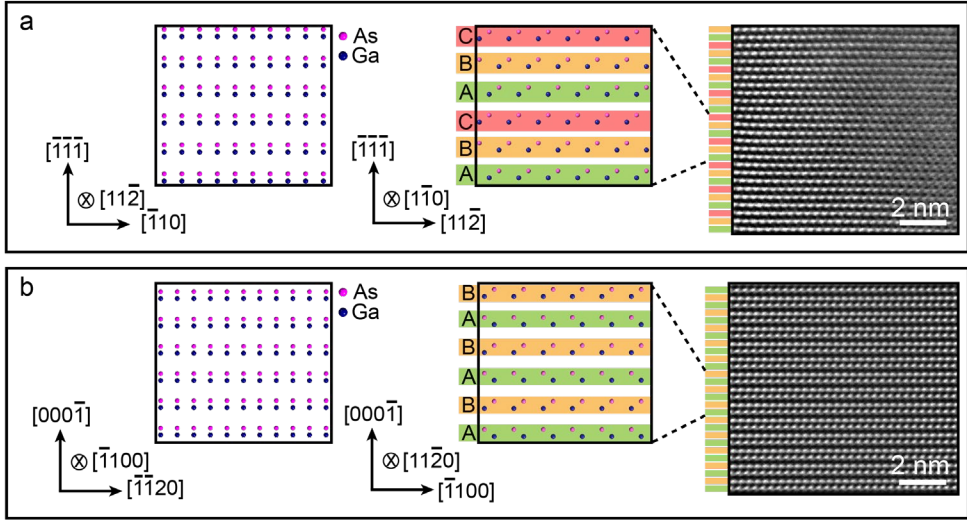 a
As
Ga
[1̅1̅1̅]
⊗ [112̅]
[1̅10]
C
B
A
C
B
A
[1̅1̅1̅]
⊗ [11̅0]
[112̅]
2 nm
b
As
Ga
[0001̅]
⊗ [1̅100]
[1̅1̅20]
B
A
B
A
B
A
[0001̅]
⊗ [112̅0]
[1̅100]
2 nm